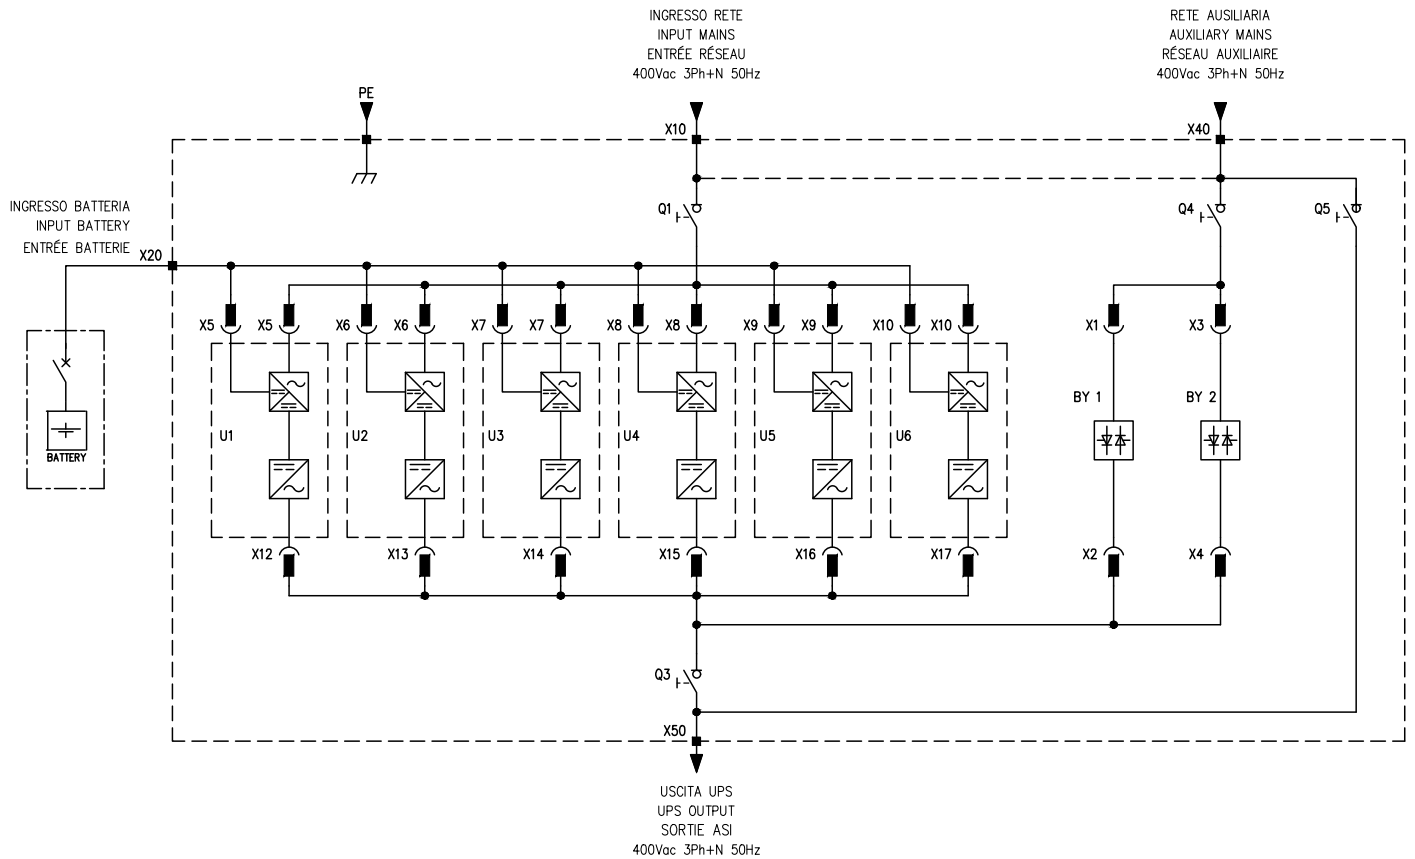 INGRESSO RETE
INPUT MAINS
ENTRÉE RÉSEAU
400Vac 3Ph+N 50Hz
RETE AUSILIARIA
AUXILIARY MAINS
RÉSEAU AUXILIAIRE
400Vac 3Ph+N 50Hz
PE
X10
X40
INGRESSO BATTERIA
INPUT BATTERY
ENTRÉE BATTERIE
X20
Q1
Q4
Q5
X5 X5 X6 X6 X7 X7 X8 X8 X9 X9 X10 X10 X1 X3
BY 1
BY 2
U1 U2 U3 U4 U5 U6
BATTERY
X12 X13 X14 X15 X16 X17 X2 X4
Q3
X50
USCITA UPS
UPS OUTPUT
SORTIE ASI
400Vac 3Ph+N 50Hz